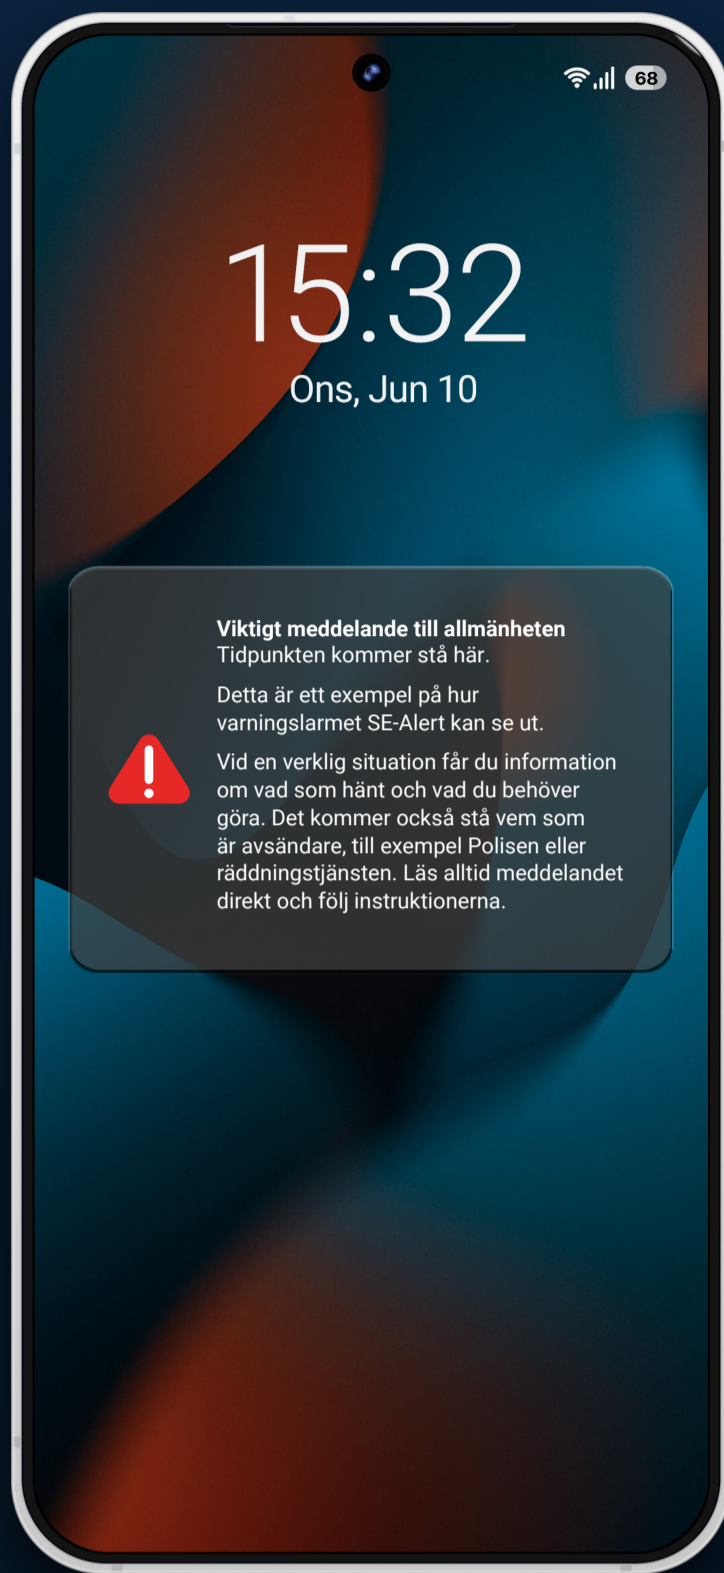 68
15:32
Ons, Jun 10
Viktigt meddelande till allmänheten
Tidpunkten kommer stå här.
Detta är ett exempel på hur
varningslarmet SE-Alert kan se ut.
Vid en verklig situation får du information
om vad som hänt och vad du behöver
göra. Det kommer också stå vem som
är avsändare, till exempel Polisen eller
räddningstjänsten. Läs alltid meddelandet
direkt och följ instruktionerna.